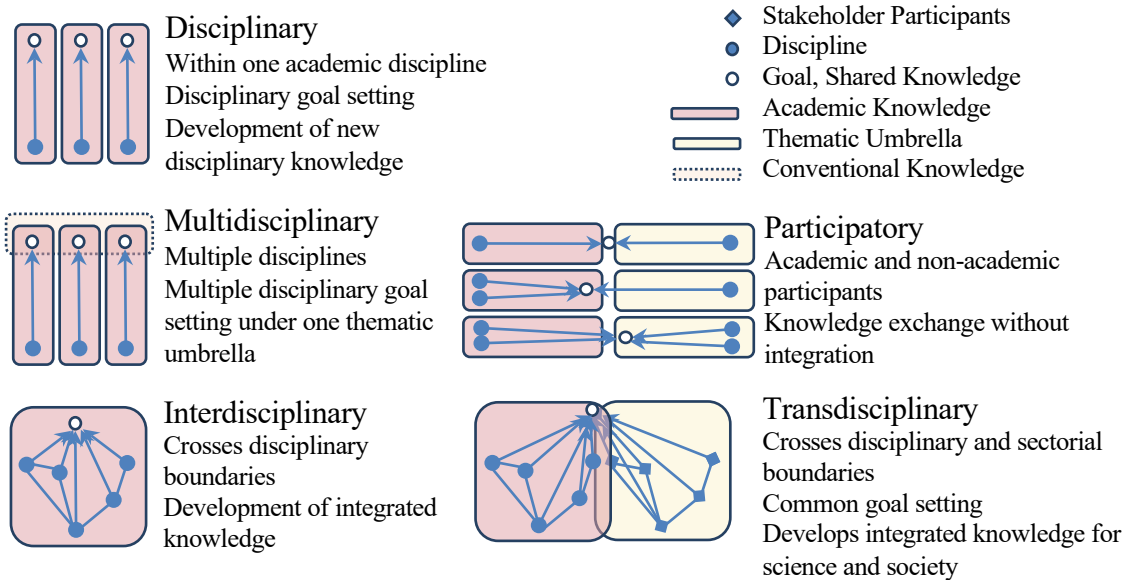 Disciplinary
Within one academic discipline
Disciplinary goal setting
Development of new
disciplinary knowledge
Stakeholder Participants
Discipline
Goal, Shared Knowledge
Academic Knowledge
Thematic Umbrella
Conventional Knowledge
Multidisciplinary
Multiple disciplines
Multiple disciplinary goal
setting under one thematic
umbrella
Participatory
Academic and non-academic
participants
Knowledge exchange without
integration
Interdisciplinary
Crosses disciplinary
boundaries
Development of integrated
knowledge
Transdisciplinary
Crosses disciplinary and sectorial
boundaries
Common goal setting
Develops integrated knowledge for
science and society